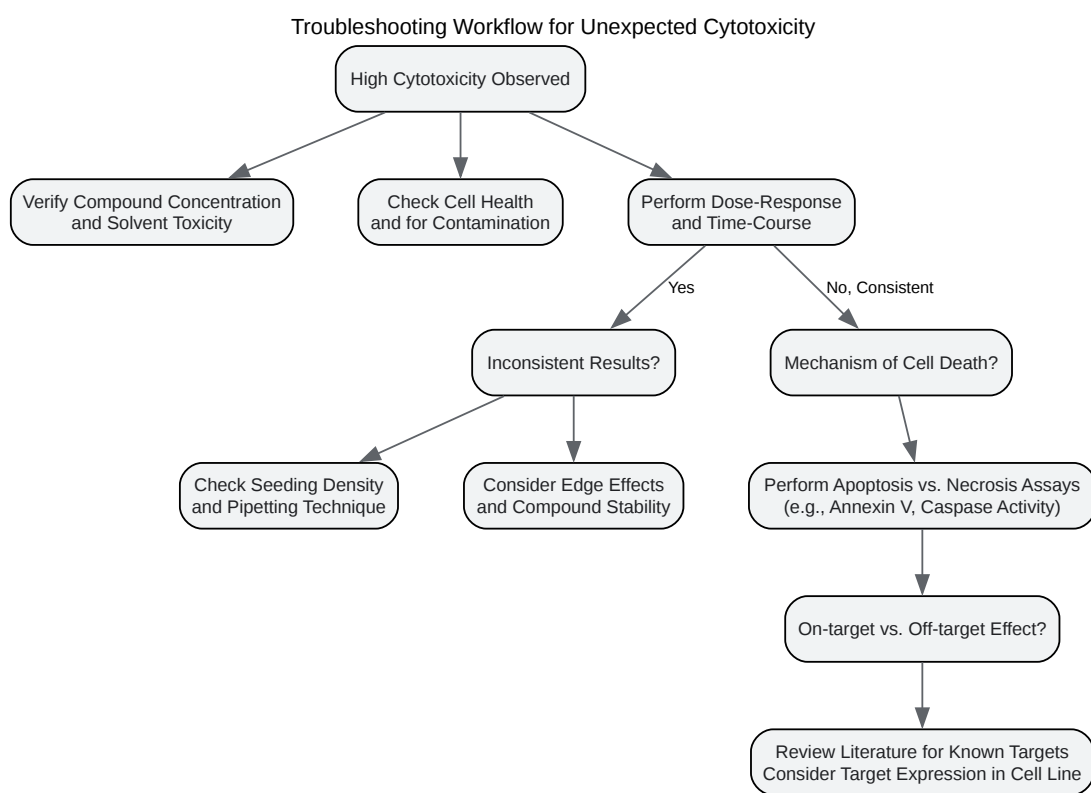 Troubleshooting Workflow for Unexpected Cytotoxicity
High Cytotoxicity Observed
Verify Compound Concentration
and Solvent Toxicity
Check Cell Health
and for Contamination
Perform Dose-Response
and Time-Course
Yes
No, Consistent
Inconsistent Results?
Mechanism of Cell Death?
Check Seeding Density
and Pipetting Technique
Consider Edge Effects
and Compound Stability
Perform Apoptosis vs. Necrosis Assays
(e.g., Annexin V, Caspase Activity)
On-target vs. Off-target Effect?
Review Literature for Known Targets
Consider Target Expression in Cell Line